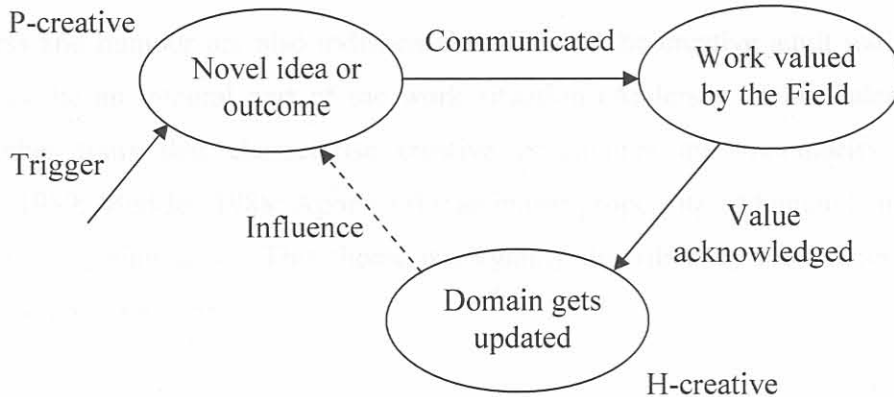 P-creative
Novel idea or
outcome
Communicated
Work valued
by the Field
Trigger
Influence
Value
acknowledged
Domain gets
updated
H-creative